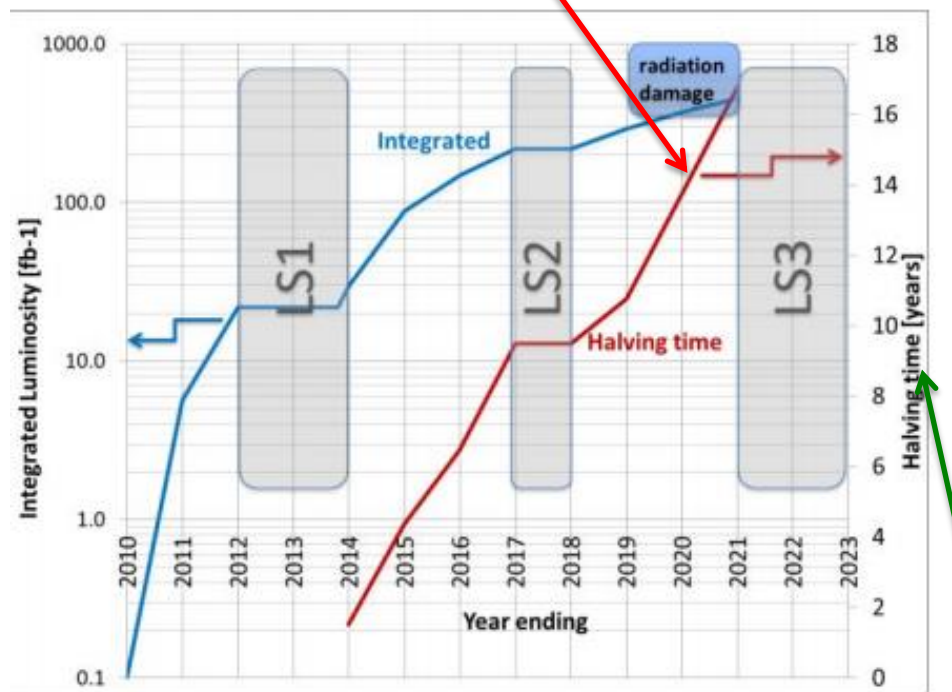 1000.0
100.0
10.0
1.0
0.1
Integrated Luminosity [fb-1]
18
16
14
12
10
8
6
4
2
0
Halving time [years]
radiation
damage
Integrated
LS1
LS2
LS3
Halving time
2010
2011
2012
2013
2014
2015
2016
2017
2018
2019
2020
2021
2022
2023
Year ending